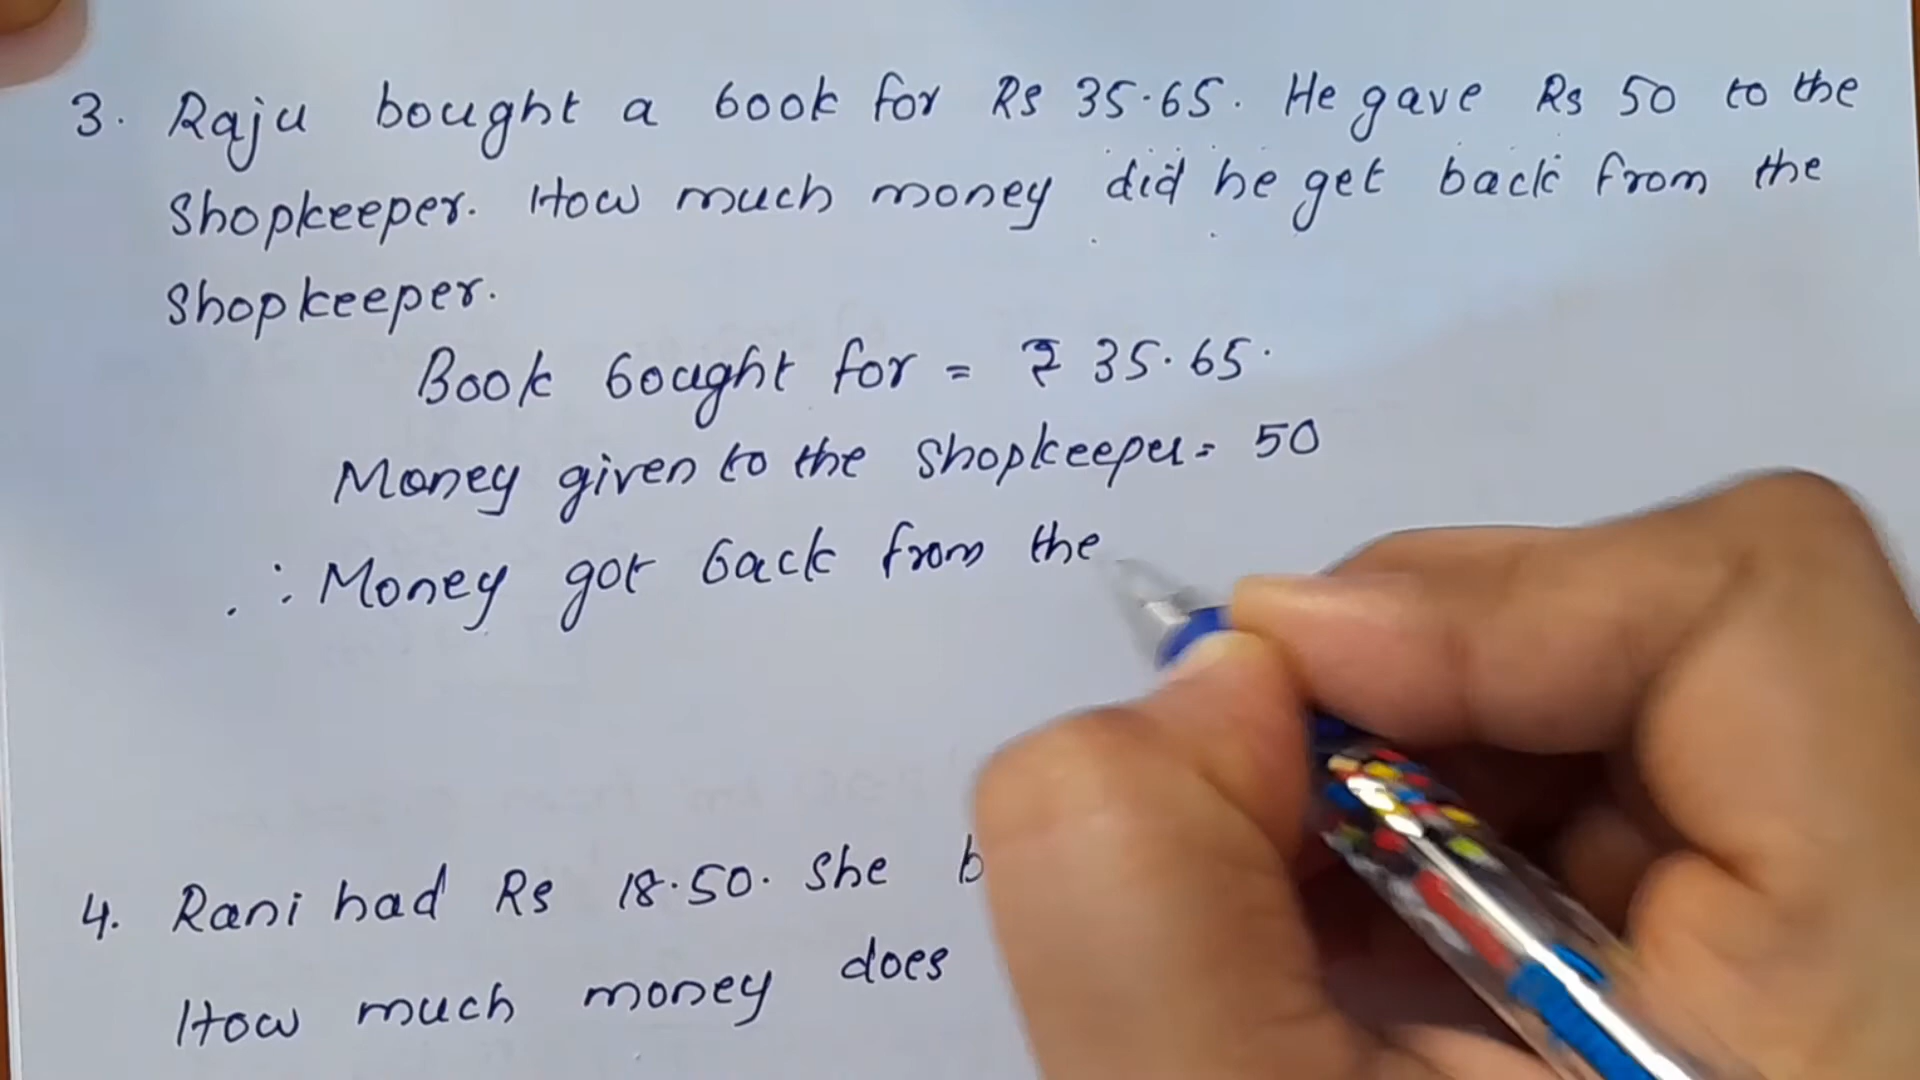 3. Raju bought a book for Rs 35.65. He gave Rs 50 to the
shopkeeper. How much money did he get back from the
shopkeeper.
Book bought for = ₹ 35.65.
Money given to the shopkeeper = 50
∴ Money got back from the
4. Rani had Rs 18.50. She
How much money does